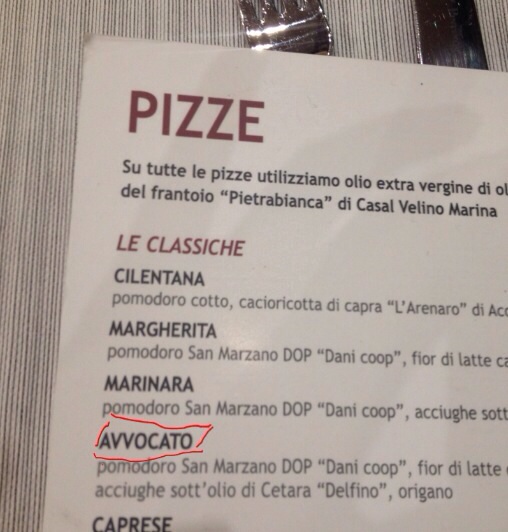 PIZZE
Su tutte le pizze utilizziamo olio extra vergine di
del frantoio “Pietrabianca” di Casal Velino Marina
LE CLASSICHE
CILENTANA
pomodoro cotto, cacioricotta di capra “L’Arenaro” di
MARGHERITA
pomodoro San Marzano DOP “Dani coop”, fior di latte
MARINARA
pomodoro San Marzano DOP “Dani coop”, acciughe
AVVOCATO
pomodoro San Marzano DOP “Dani coop”, fior di latte
acciughe sott’olio di Cetara “Delfino”, origano
CAPRESE